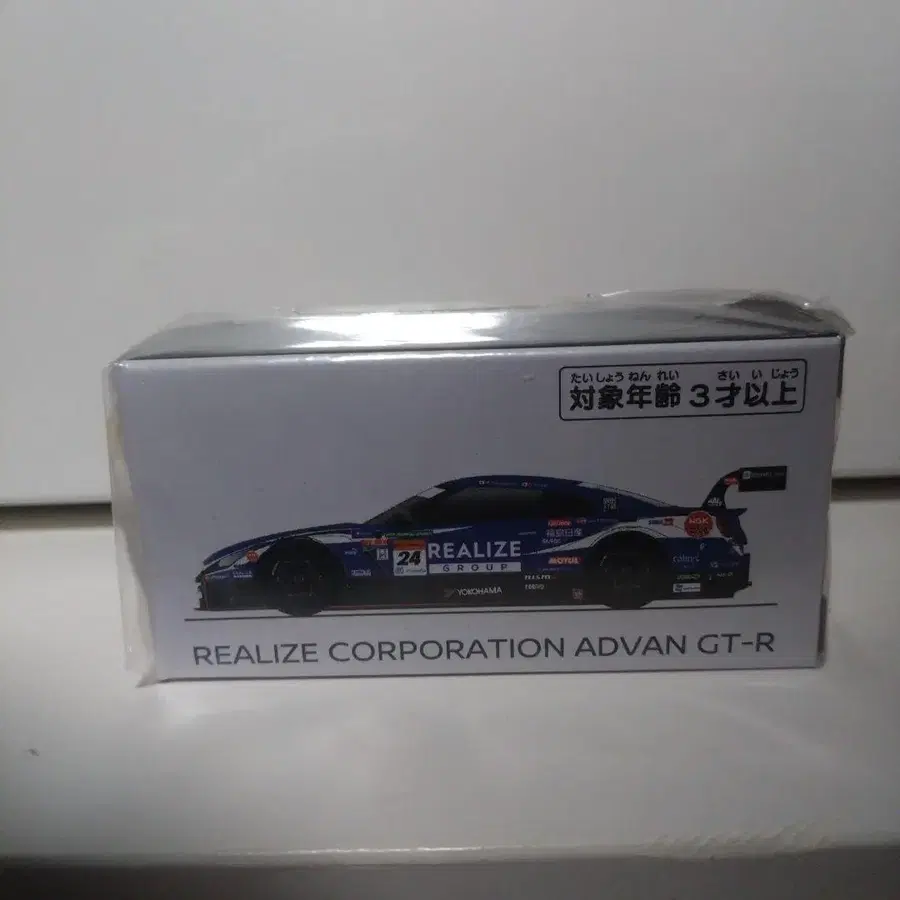 たいしょうねんれい さいいじょう
対象年齢 3才以上
NGK
REALIZE
24
GROUP
MOTUL
YOKOHAMA
REALIZE CORPORATION ADVAN GT-R